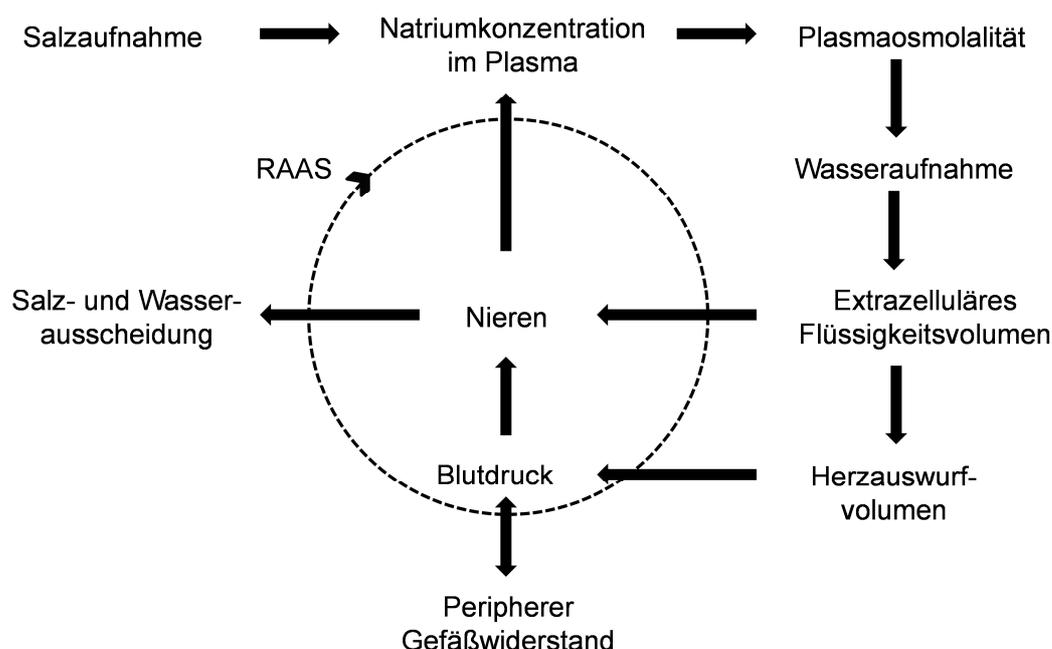 Salzaufnahme
Natriumkonzentration
im Plasma
Plasmaosmolalität
RAAS
Wasseraufnahme
Salz- und Wasser-
ausscheidung
Nieren
Extrazelluläres
Flüssigkeitsvolumen
Blutdruck
Herzauswurf-
volumen
Peripherer
Gefäßwiderstand